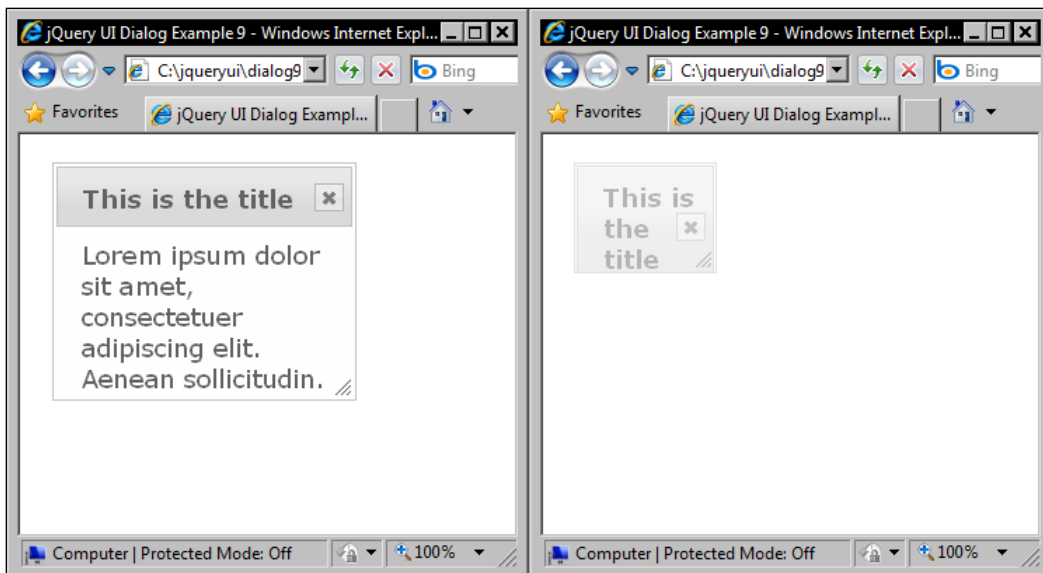 jQuery UI Dialog Example 9 - Windows Internet Expl...
C:\jqueryui\dialog9
Bing
Favorites
jQuery UI Dialog Exampl...
This is the title
Lorem ipsum dolor
sit amet,
consectetuer
adipiscing elit.
Aenean sollicitudin.
Computer | Protected Mode: Off
100%
jQuery UI Dialog Example 9 - Windows Internet Expl...
C:\jqueryui\dialog9
Bing
Favorites
jQuery UI Dialog Exampl...
This is
the
title
Computer | Protected Mode: Off
100%